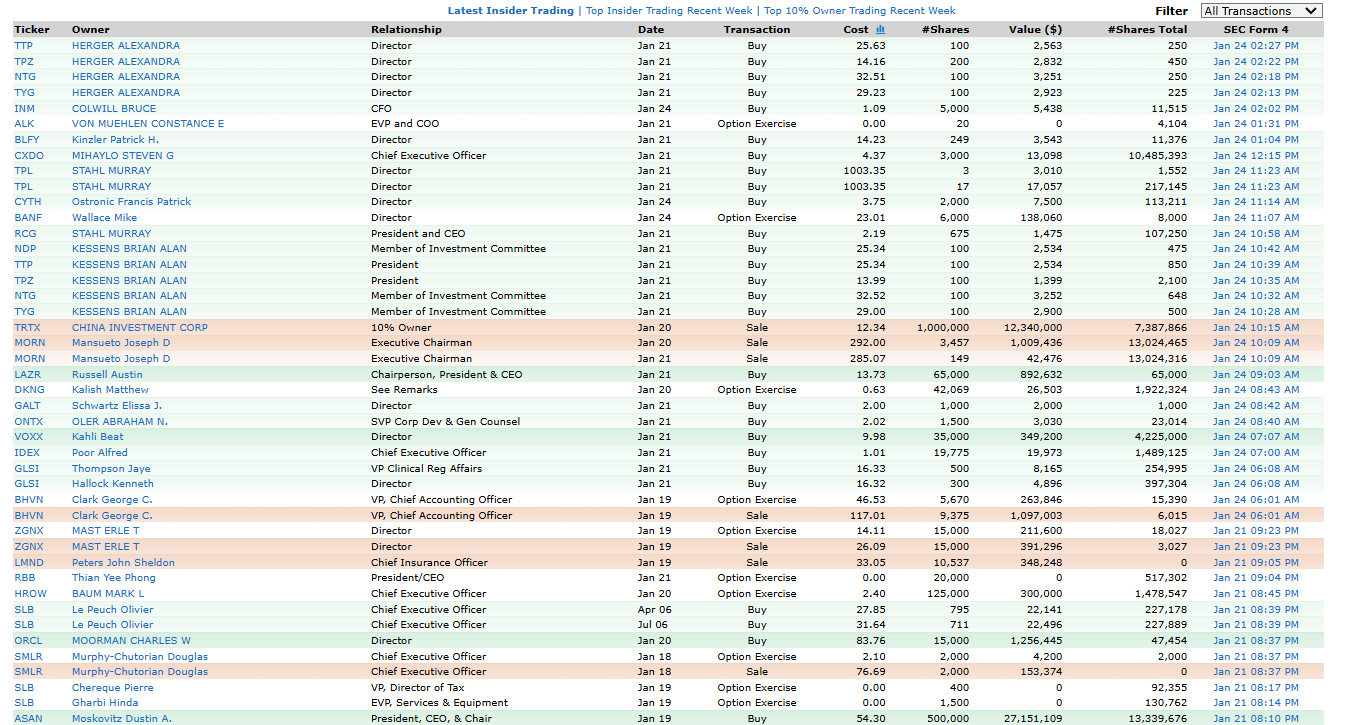 Latest Insider Trading | Top Insider Trading Recent Week | Top 10% Owner Trading Recent Week Filter All Transactions
Ticker Owner Relationship Date Transaction Cost #Shares Value ($) #Shares Total SEC Form 4
TTP HERGER ALEXANDRA Director Jan 21 Buy 25.63 100 2,563 250 Jan 24 02:27 PM
TPZ HERGER ALEXANDRA Director Jan 21 Buy 14.16 200 2,832 450 Jan 24 02:22 PM
NTG HERGER ALEXANDRA Director Jan 21 Buy 32.51 100 3,251 250 Jan 24 02:18 PM
TYG HERGER ALEXANDRA Director Jan 21 Buy 29.23 100 2,923 225 Jan 24 02:13 PM
INM COLWILL BRUCE CFO Jan 24 Buy 1.09 5,000 5,438 11,515 Jan 24 02:02 PM
ALK VON MUEHLEN CONSTANCE E EVP and COO Jan 21 Option Exercise 0.00 20 0 4,104 Jan 24 01:31 PM
BLFY Kinzler Patrick H. Director Jan 21 Buy 14.23 249 3,543 11,376 Jan 24 01:04 PM
CXDO MIHAYLO STEVEN G Chief Executive Officer Jan 21 Buy 4.37 3,000 13,098 10,485,393 Jan 24 12:15 PM
TPL STAHL MURRAY Director Jan 21 Buy 1003.35 3 3,010 1,552 Jan 24 11:23 AM
TPL STAHL MURRAY Director Jan 21 Buy 1003.35 17 17,057 217,145 Jan 24 11:23 AM
CYTH Ostronic Francis Patrick Director Jan 24 Buy 3.75 2,000 7,500 113,211 Jan 24 11:14 AM
BANF Wallace Mike Director Jan 24 Option Exercise 23.01 6,000 138,060 8,000 Jan 24 11:07 AM
RCG STAHL MURRAY President and CEO Jan 21 Buy 2.19 675 1,475 107,250 Jan 24 10:58 AM
NDP KESSENS BRIAN ALAN Member of Investment Committee Jan 21 Buy 25.34 100 2,534 475 Jan 24 10:42 AM
TTP KESSENS BRIAN ALAN President Jan 21 Buy 25.34 100 2,534 850 Jan 24 10:39 AM
TPZ KESSENS BRIAN ALAN President Jan 21 Buy 13.99 100 1,399 2,100 Jan 24 10:35 AM
NTG KESSENS BRIAN ALAN Member of Investment Committee Jan 21 Buy 32.52 100 3,252 648 Jan 24 10:32 AM
TYG KESSENS BRIAN ALAN Member of Investment Committee Jan 21 Buy 29.00 100 2,900 500 Jan 24 10:28 AM
TRTX CHINA INVESTMENT CORP 10% Owner Jan 20 Sale 12.34 1,000,000 12,340,000 7,387,866 Jan 24 10:15 AM
MORN Mansueto Joseph D Executive Chairman Jan 20 Sale 292.00 3,457 1,009,436 13,024,465 Jan 24 10:09 AM
MORN Mansueto Joseph D Executive Chairman Jan 21 Sale 285.07 149 42,476 13,024,316 Jan 24 10:09 AM
LAZR Russell Austin Chairperson, President & CEO Jan 21 Buy 13.73 65,000 892,632 65,000 Jan 24 09:03 AM
DKNG Kalish Matthew See Remarks Jan 20 Option Exercise 0.63 42,069 26,503 1,922,324 Jan 24 08:43 AM
GALT Schwartz Elissa J. Director Jan 21 Buy 2.00 1,000 2,000 1,000 Jan 24 08:42 AM
ONTX OLER ABRAHAM N. SVP Corp Dev & Gen Counsel Jan 21 Buy 2.02 1,500 3,030 23,014 Jan 24 08:40 AM
VOXX Kahli Beat Director Jan 21 Buy 9.98 35,000 349,200 4,225,000 Jan 24 07:07 AM
IDEX Poor Alfred Chief Executive Officer Jan 21 Buy 1.01 19,775 19,973 1,489,125 Jan 24 07:00 AM
GLSI Thompson Jaye VP Clinical Reg Affairs Jan 21 Buy 16.33 500 8,165 254,995 Jan 24 06:08 AM
GLSI Hallock Kenneth Director Jan 21 Buy 16.32 300 4,896 397,304 Jan 24 06:08 AM
BHVN Clark George C. VP, Chief Accounting Officer Jan 19 Option Exercise 46.53 5,670 263,846 15,390 Jan 24 06:01 AM
BHVN Clark George C. VP, Chief Accounting Officer Jan 19 Sale 117.01 9,375 1,097,003 6,015 Jan 24 06:01 AM
ZGNX MAST ERLE T Director Jan 19 Option Exercise 14.11 15,000 211,600 18,027 Jan 21 09:23 PM
ZGNX MAST ERLE T Director Jan 19 Sale 26.09 15,000 391,296 3,027 Jan 21 09:23 PM
LMND Peters John Sheldon Chief Insurance Officer Jan 19 Sale 33.05 10,537 348,248 0 Jan 21 09:05 PM
RBB Thian Yee Phong President/CEO Jan 21 Option Exercise 0.00 20,000 0 517,302 Jan 21 09:04 PM
HROW BAUM MARK L Chief Executive Officer Jan 20 Option Exercise 2.40 125,000 300,000 1,478,547 Jan 21 08:45 PM
SLB Le Peuch Olivier Chief Executive Officer Apr 06 Buy 27.85 795 22,141 227,178 Jan 21 08:39 PM
SLB Le Peuch Olivier Chief Executive Officer Jul 06 Buy 31.64 711 22,496 227,889 Jan 21 08:39 PM
ORCL MOORMAN CHARLES W Director Jan 20 Buy 83.76 15,000 1,256,445 47,454 Jan 21 08:37 PM
SMLR Murphy-Chutorian Douglas Chief Executive Officer Jan 18 Option Exercise 2.10 2,000 4,200 2,000 Jan 21 08:37 PM
SMLR Murphy-Chutorian Douglas Chief Executive Officer Jan 18 Sale 76.69 2,000 153,374 0 Jan 21 08:37 PM
SLB Chereque Pierre VP, Director of Tax Jan 19 Option Exercise 0.00 400 0 92,355 Jan 21 08:17 PM
SLB Gharbi Hinda EVP, Services & Equipment Jan 19 Option Exercise 0.00 1,500 0 130,762 Jan 21 08:14 PM
ASAN Moskovitz Dustin A. President, CEO, & Chair Jan 19 Buy 54.30 500,000 27,151,109 13,339,676 Jan 21 08:10 PM